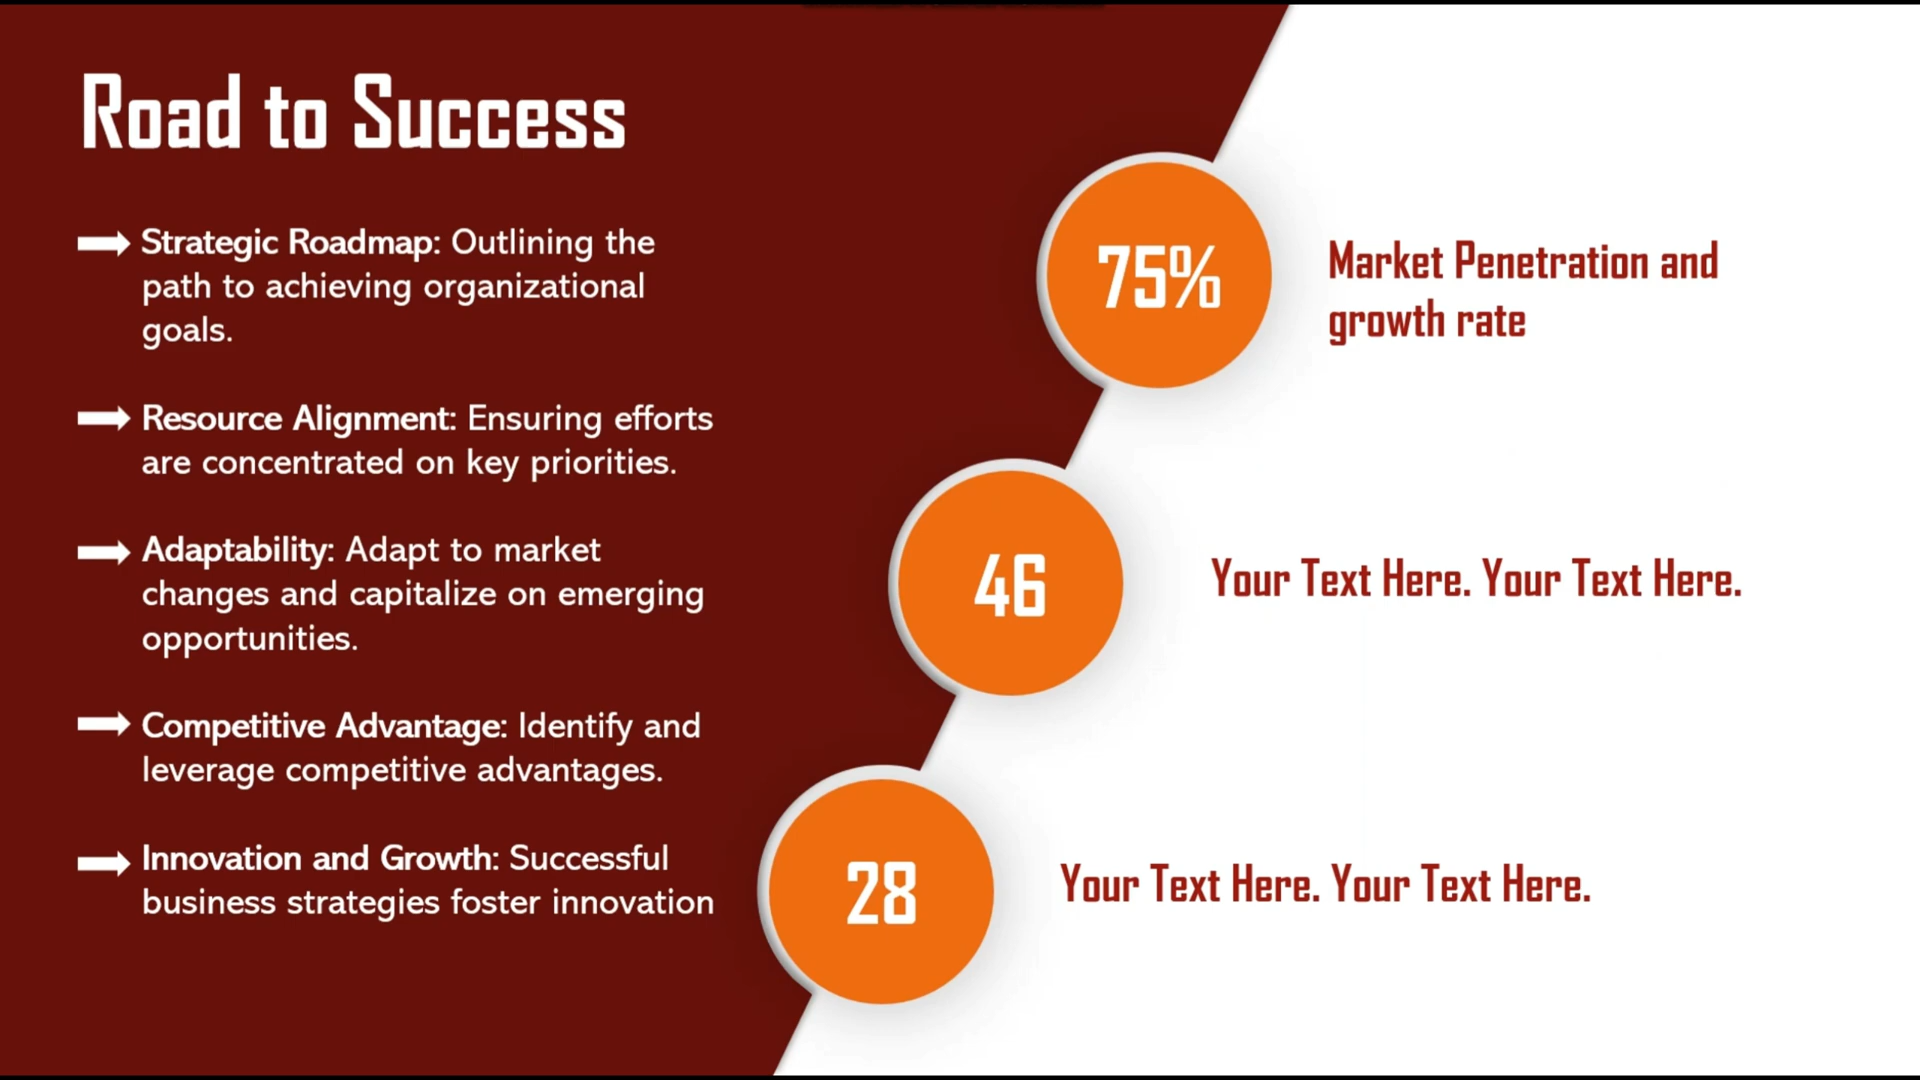 Road to Success
Strategic Roadmap: Outlining the
path to achieving organizational
goals.
Resource Alignment: Ensuring efforts
are concentrated on key priorities.
Adaptability: Adapt to market
changes and capitalize on emerging
opportunities.
Competitive Advantage: Identify and
leverage competitive advantages.
Innovation and Growth: Successful
business strategies foster innovation
75%
Market Penetration and
growth rate
46
Your Text Here. Your Text Here.
28
Your Text Here. Your Text Here.